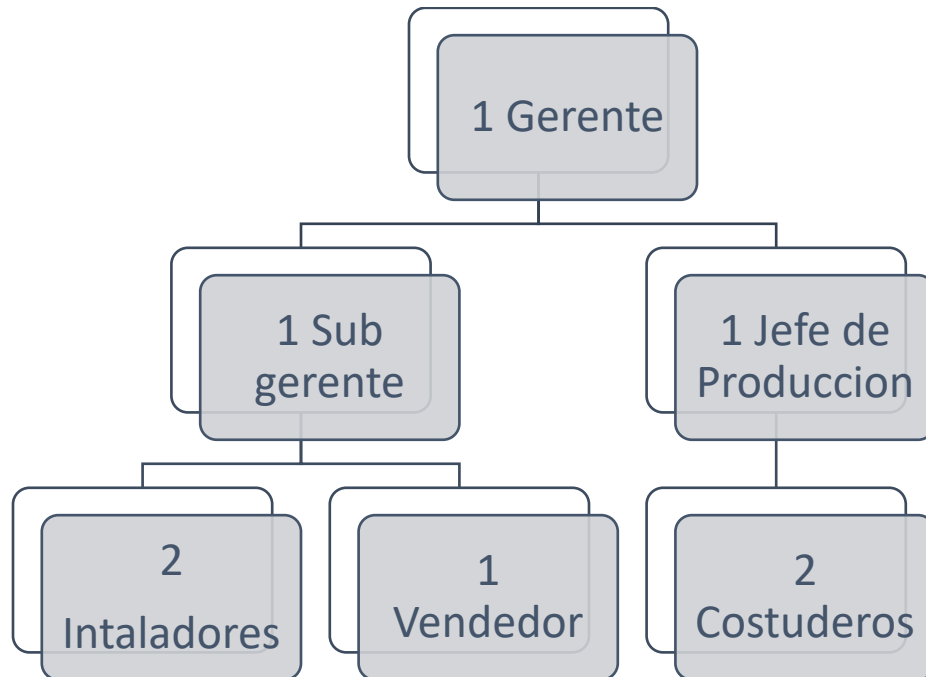 1 Gerente
1 Sub
gerente
1 Jefe de
Produccion
2
Intaladores
1
Vendedor
2
Costuderos